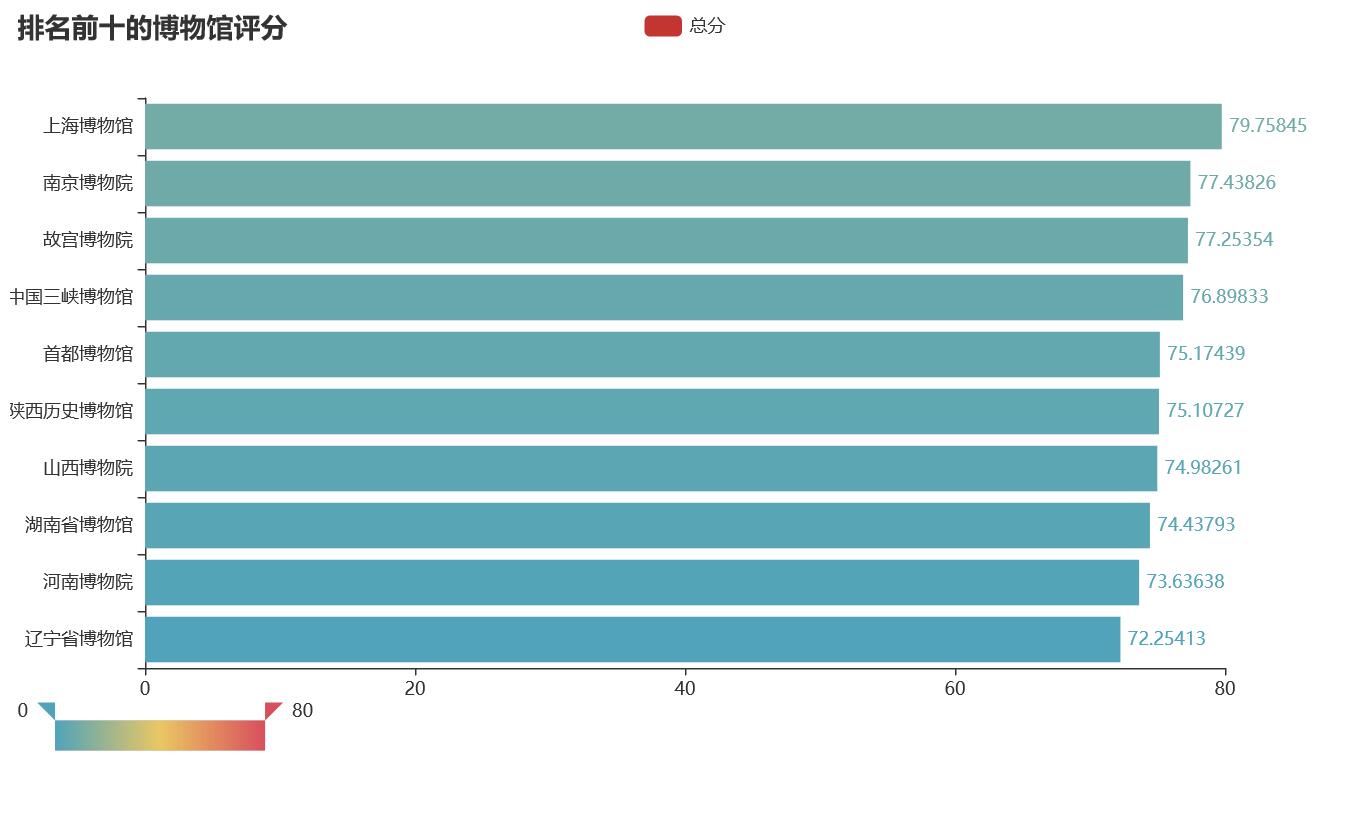 排名前十的博物馆评分
总分
上海博物馆 79.75845
南京博物院 77.43826
故宫博物院 77.25354
中国三峡博物馆 76.89833
首都博物馆 75.17439
陕西历史博物馆 75.10727
山西博物院 74.98261
湖南省博物馆 74.43793
河南博物院 73.63638
辽宁省博物馆 72.25413
0 20 40 60 80
0 80